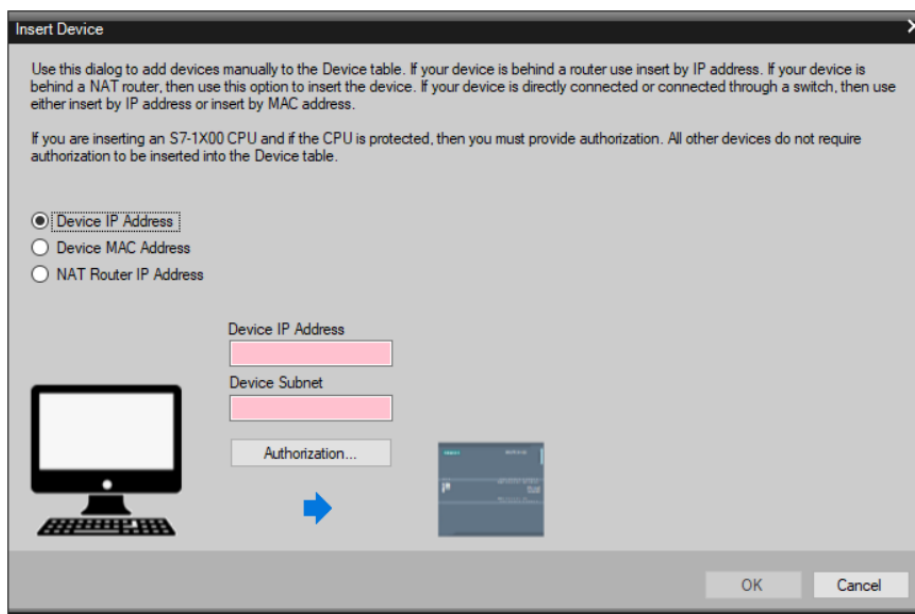 Insert Device
Use this dialog to add devices manually to the Device table. If your device is behind a router use insert by IP address. If your device is
behind a NAT router, then use this option to insert the device. If your device is directly connected or connected through a switch, then use
either insert by IP address or insert by MAC address.
If you are inserting an S7-1X00 CPU and if the CPU is protected, then you must provide authorization. All other devices do not require
authorization to be inserted into the Device table.
Device IP Address
Device MAC Address
NAT Router IP Address
Device IP Address
Device Subnet
Authorization...
OK
Cancel